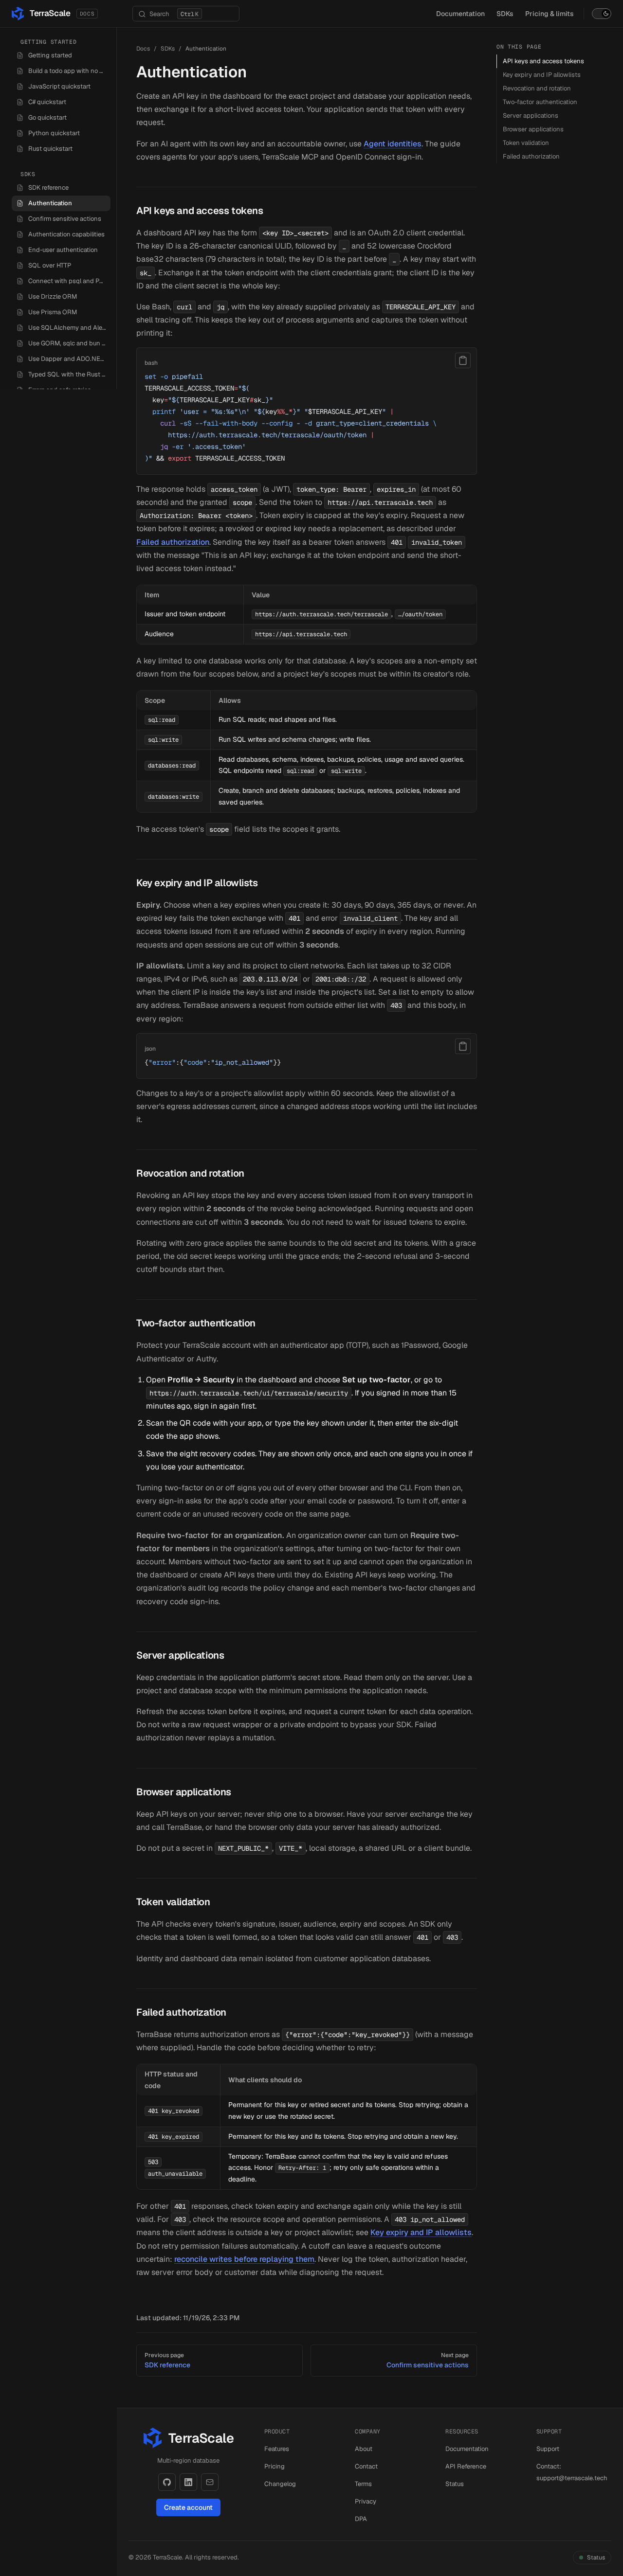 TerraScale DOCS
Search Ctrl K
Documentation SDKs Pricing & limits
GETTING STARTED
Getting started
Build a todo app with no …
JavaScript quickstart
C# quickstart
Go quickstart
Python quickstart
Rust quickstart
SDKS
SDK reference
Authentication
Confirm sensitive actions
Authentication capabilities
End-user authentication
SQL over HTTP
Connect with psql and P…
Use Drizzle ORM
Use Prisma ORM
Use SQLAlchemy and Ale…
Use GORM, sqlc and bun …
Use Dapper and ADO.NE…
Typed SQL with the Rust …
Docs / SDKs / Authentication
Authentication
Create an API key in the dashboard for the exact project and database your application needs,
then exchange it for a short-lived access token. Your application sends that token with every
request.
For an AI agent with its own key and an accountable owner, use Agent identities. The guide
covers agents for your app's users, TerraScale MCP and OpenID Connect sign-in.
API keys and access tokens
A dashboard API key has the form <key ID>_<secret> and is an OAuth 2.0 client credential.
The key ID is a 26-character canonical ULID, followed by _ and 52 lowercase Crockford
base32 characters (79 characters in total); the key ID is the part before _. A key may start with
sk_. Exchange it at the token endpoint with the client credentials grant; the client ID is the key
ID and the client secret is the whole key:
Use Bash, curl and jq, with the key already supplied privately as TERRASCALE_API_KEY and
shell tracing off. This keeps the key out of process arguments and captures the token without
printing it:
bash
set -o pipefail
TERRASCALE_ACCESS_TOKEN="$(
key="${TERRASCALE_API_KEY#sk_}"
printf 'user = "%s:%s"\n' "${key%%_*}" "$TERRASCALE_API_KEY" |
curl -sS --fail-with-body --config - -d grant_type=client_credentials \
https://auth.terrascale.tech/terrascale/oauth/token |
jq -er '.access_token'
)" && export TERRASCALE_ACCESS_TOKEN
The response holds access_token (a JWT), token_type: Bearer, expires_in (at most 60
seconds) and the granted scope. Send the token to https://api.terrascale.tech as
Authorization: Bearer <token>. Token expiry is capped at the key's expiry. Request a new
token before it expires; a revoked or expired key needs a replacement, as described under
Failed authorization. Sending the key itself as a bearer token answers 401 invalid_token
with the message "This is an API key; exchange it at the token endpoint and send the short-
lived access token instead."
Item Value
Issuer and token endpoint https://auth.terrascale.tech/terrascale, …/oauth/token
Audience https://api.terrascale.tech
A key limited to one database works only for that database. A key's scopes are a non-empty set
drawn from the four scopes below, and a project key's scopes must be within its creator's role.
Scope Allows
sql:read Run SQL reads; read shapes and files.
sql:write Run SQL writes and schema changes; write files.
databases:read Read databases, schema, indexes, backups, policies, usage and saved queries.
SQL endpoints need sql:read or sql:write.
databases:write Create, branch and delete databases; backups, restores, policies, indexes and
saved queries.
The access token's scope field lists the scopes it grants.
Key expiry and IP allowlists
Expiry. Choose when a key expires when you create it: 30 days, 90 days, 365 days, or never. An
expired key fails the token exchange with 401 and error invalid_client. The key and all
access tokens issued from it are refused within 2 seconds of expiry in every region. Running
requests and open sessions are cut off within 3 seconds.
IP allowlists. Limit a key and its project to client networks. Each list takes up to 32 CIDR
ranges, IPv4 or IPv6, such as 203.0.113.0/24 or 2001:db8::/32. A request is allowed only
when the client IP is inside the key's list and inside the project's list. Set a list to empty to allow
any address. TerraBase answers a request from outside either list with 403 and this body, in
every region:
json
{"error":{"code":"ip_not_allowed"}}
Changes to a key's or a project's allowlist apply within 60 seconds. Keep the allowlist of a
server's egress addresses current, since a changed address stops working until the list includes
it.
Revocation and rotation
Revoking an API key stops the key and every access token issued from it on every transport in
every region within 2 seconds of the revoke being acknowledged. Running requests and open
connections are cut off within 3 seconds. You do not need to wait for issued tokens to expire.
Rotating with zero grace applies the same bounds to the old secret and its tokens. With a grace
period, the old secret keeps working until the grace ends; the 2-second refusal and 3-second
cutoff bounds start then.
Two-factor authentication
Protect your TerraScale account with an authenticator app (TOTP), such as 1Password, Google
Authenticator or Authy.
1. Open Profile → Security in the dashboard and choose Set up two-factor, or go to
https://auth.terrascale.tech/ui/terrascale/security. If you signed in more than 15
minutes ago, sign in again first.
2. Scan the QR code with your app, or type the key shown under it, then enter the six-digit
code the app shows.
3. Save the eight recovery codes. They are shown only once, and each one signs you in once if
you lose your authenticator.
Turning two-factor on or off signs you out of every other browser and the CLI. From then on,
every sign-in asks for the app's code after your email code or password. To turn it off, enter a
current code or an unused recovery code on the same page.
Require two-factor for an organization. An organization owner can turn on Require two-
factor for members in the organization's settings, after turning on two-factor for their own
account. Members without two-factor are sent to set it up and cannot open the organization in
the dashboard or create API keys there until they do. Existing API keys keep working. The
organization's audit log records the policy change and each member's two-factor changes and
recovery code sign-ins.
Server applications
Keep credentials in the application platform's secret store. Read them only on the server. Use a
project and database scope with the minimum permissions the application needs.
Refresh the access token before it expires, and request a current token for each data operation.
Do not write a raw request wrapper or a private endpoint to bypass your SDK. Failed
authorization never replays a mutation.
Browser applications
Keep API keys on your server; never ship one to a browser. Have your server exchange the key
and call TerraBase, or hand the browser only data your server has already authorized.
Do not put a secret in NEXT_PUBLIC_*, VITE_*, local storage, a shared URL or a client bundle.
Token validation
The API checks every token's signature, issuer, audience, expiry and scopes. An SDK only
checks that a token is well formed, so a token that looks valid can still answer 401 or 403.
Identity and dashboard data remain isolated from customer application databases.
Failed authorization
TerraBase returns authorization errors as {"error":{"code":"key_revoked"}} (with a message
where supplied). Handle the code before deciding whether to retry:
HTTP status and
code What clients should do
401 key_revoked Permanent for this key or retired secret and its tokens. Stop retrying; obtain a
new key or use the rotated secret.
401 key_expired Permanent for this key and its tokens. Stop retrying and obtain a new key.
503
auth_unavailable Temporary: TerraBase cannot confirm that the key is valid and refuses
access. Honor Retry-After: 1; retry only safe operations within a
deadline.
For other 401 responses, check token expiry and exchange again only while the key is still
valid. For 403, check the resource scope and operation permissions. A 403 ip_not_allowed
means the client address is outside a key or project allowlist; see Key expiry and IP allowlists.
Do not retry permission failures automatically. A cutoff can leave a request's outcome
uncertain; reconcile writes before replaying them. Never log the token, authorization header,
raw server error body or customer data while diagnosing the request.
Last updated: 11/19/26, 2:33 PM
Previous page
SDK reference
Next page
Confirm sensitive actions
ON THIS PAGE
API keys and access tokens
Key expiry and IP allowlists
Revocation and rotation
Two-factor authentication
Server applications
Browser applications
Token validation
Failed authorization
TerraScale
Multi-region database
Create account
PRODUCT
Features
Pricing
Changelog
COMPANY
About
Contact
Terms
Privacy
DPA
RESOURCES
Documentation
API Reference
Status
SUPPORT
Support
Contact:
support@terrascale.tech
© 2026 TerraScale. All rights reserved.
Status